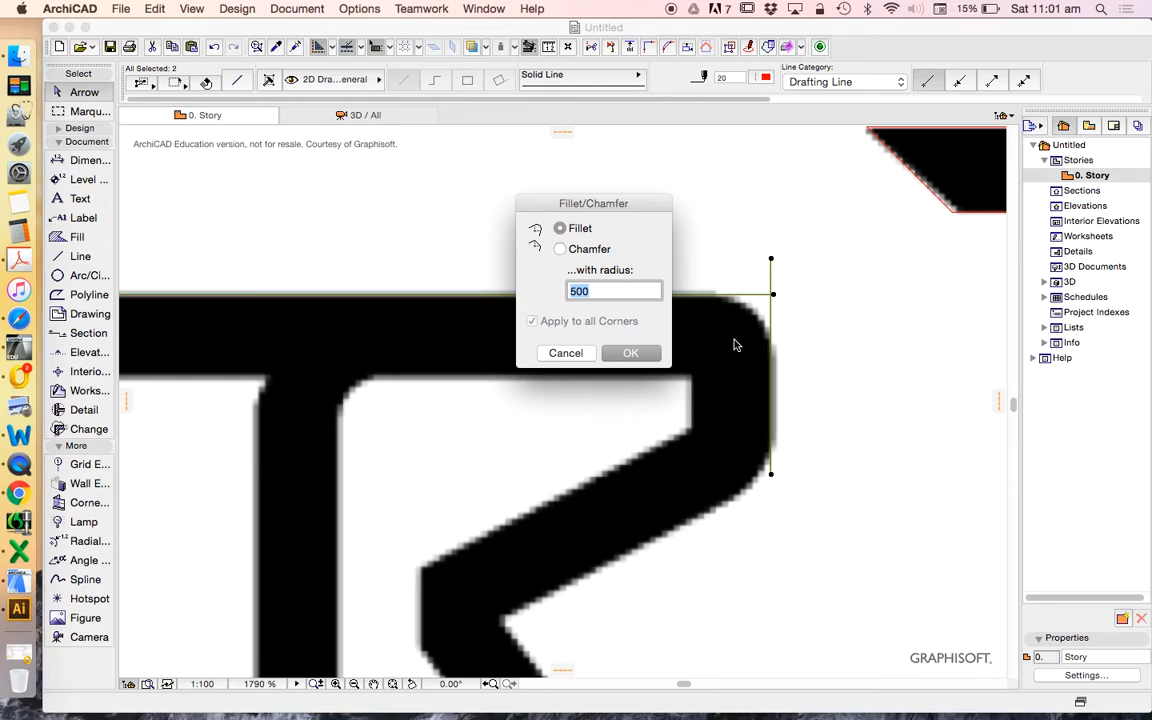 ArchiCAD File Edit View Design Document Options Teamwork Window Help 7 15% Sat 11:01 am
Untitled
All Selected: 2
2D Dra...eneral
Solid Line
20
Line Category:
Drafting Line
Select
Arrow
Marqu...
Design
Document
Dimen...
Level ...
Text
Label
Fill
Line
Arc/Ci...
Polyline
Drawing
Section
Elevat...
Interio...
Works...
Detail
Change
More
Grid E...
Wall E...
Corne...
Lamp
Radial...
Angle ...
Spline
Hotspot
Figure
Camera
0. Story
3D / All
ArchiCAD Education version, not for resale. Courtesy of Graphisoft.
Fillet/Chamfer
Fillet
Chamfer
...with radius:
500
Apply to all Corners
Cancel
OK
GRAPHISOFT.
1:100
1790 %
0.00°
Untitled
Stories
0. Story
Sections
Elevations
Interior Elevations
Worksheets
Details
3D Documents
3D
Schedules
Project Indexes
Lists
Info
Help
Properties
0.
Story
Settings...
W
X
EDU
EDU
Ai